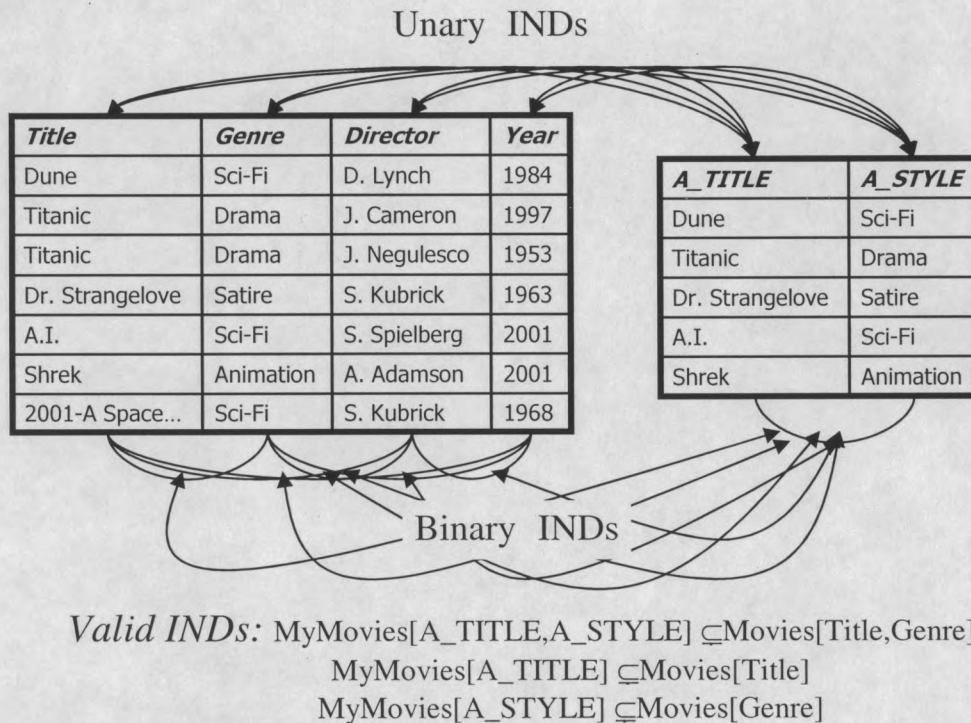 Unary INDs
Title Genre Director Year
Dune Sci-Fi D. Lynch 1984
Titanic Drama J. Cameron 1997
Titanic Drama J. Negulesco 1953
Dr. Strangelove Satire S. Kubrick 1963
A.I. Sci-Fi S. Spielberg 2001
Shrek Animation A. Adamson 2001
2001-A Space... Sci-Fi S. Kubrick 1968
A_TITLE A_STYLE
Dune Sci-Fi
Titanic Drama
Dr. Strangelove Satire
A.I. Sci-Fi
Shrek Animation
Binary INDs
Valid INDs: MyMovies[A_TITLE,A_STYLE] ⊊Movies[Title,Genre]
MyMovies[A_TITLE] ⊊Movies[Title]
MyMovies[A_STYLE] ⊊Movies[Genre]